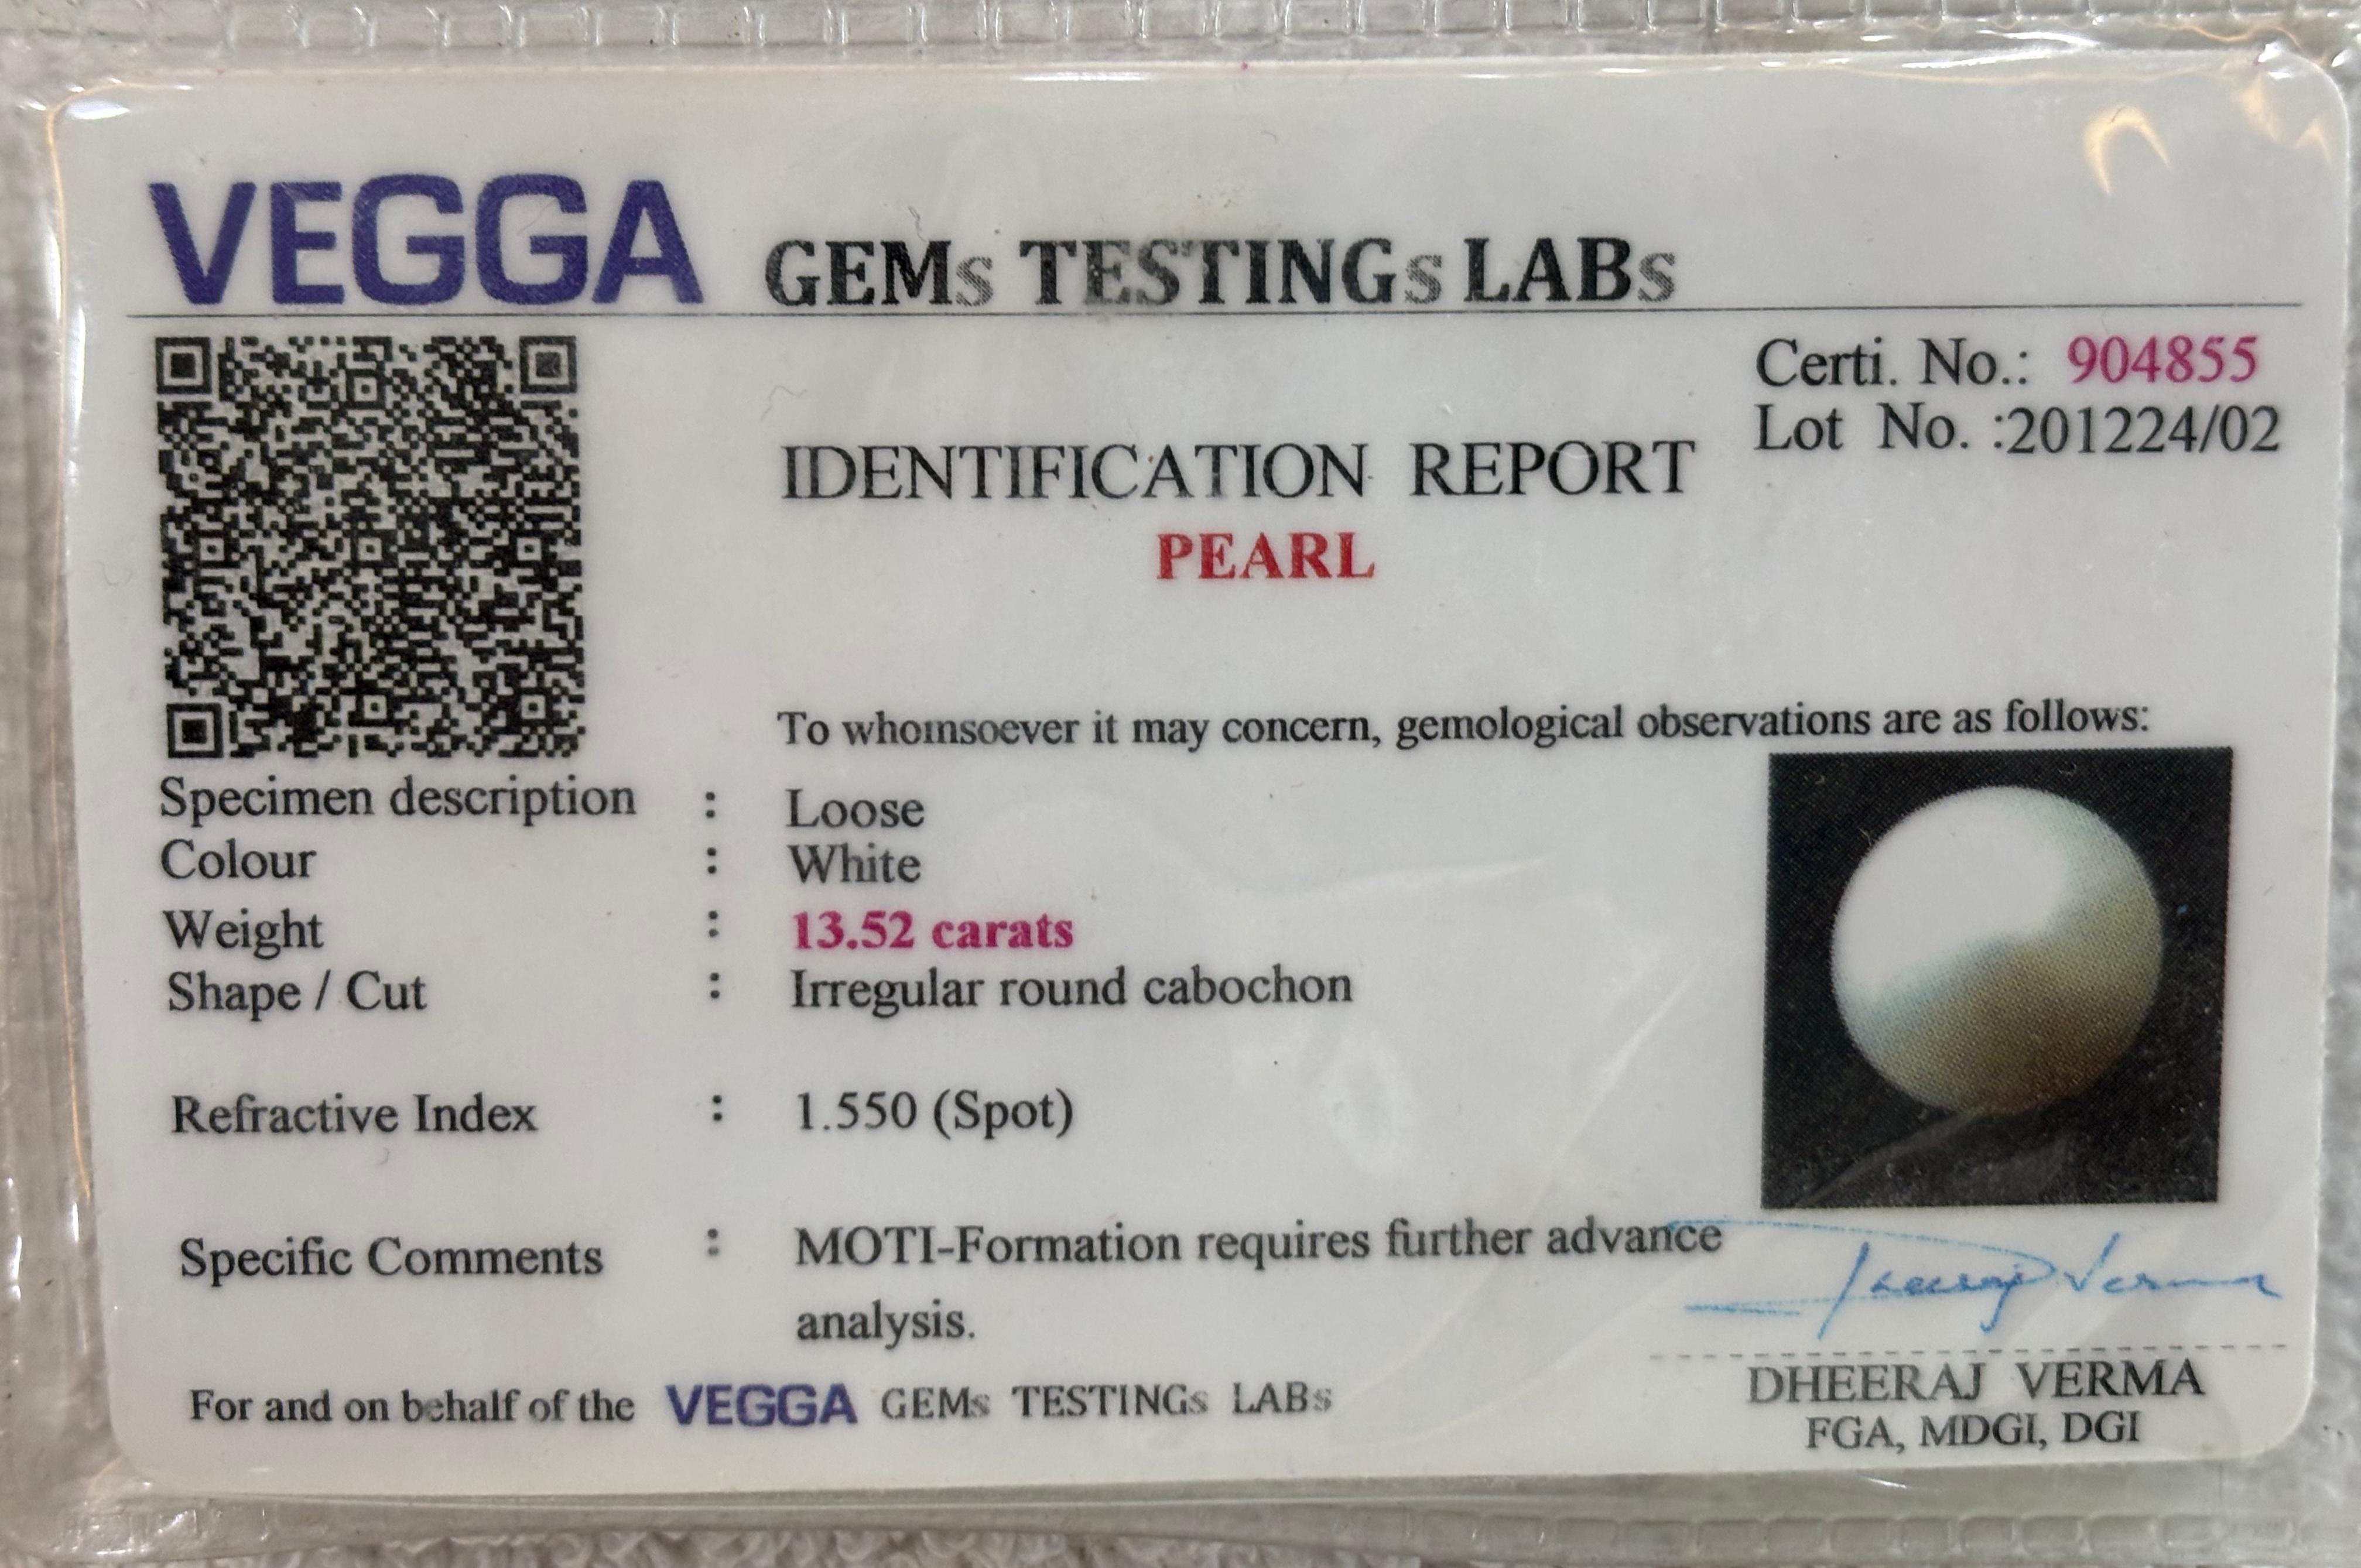 VEGGA GEMs TESTINGs LABs
Certi. No.: 904855
Lot No. :201224/02
IDENTIFICATION REPORT
PEARL
To whomsoever it may concern, gemological observations are as follows:
Specimen description : Loose
Colour : White
Weight : 13.52 carats
Shape / Cut : Irregular round cabochon
Refractive Index : 1.550 (Spot)
Specific Comments : MOTI-Formation requires further advance
analysis.
Dheeraj Verma
For and on behalf of the VEGGA GEMs TESTINGs LABs
DHEERAJ VERMA
FGA, MDGI, DGI